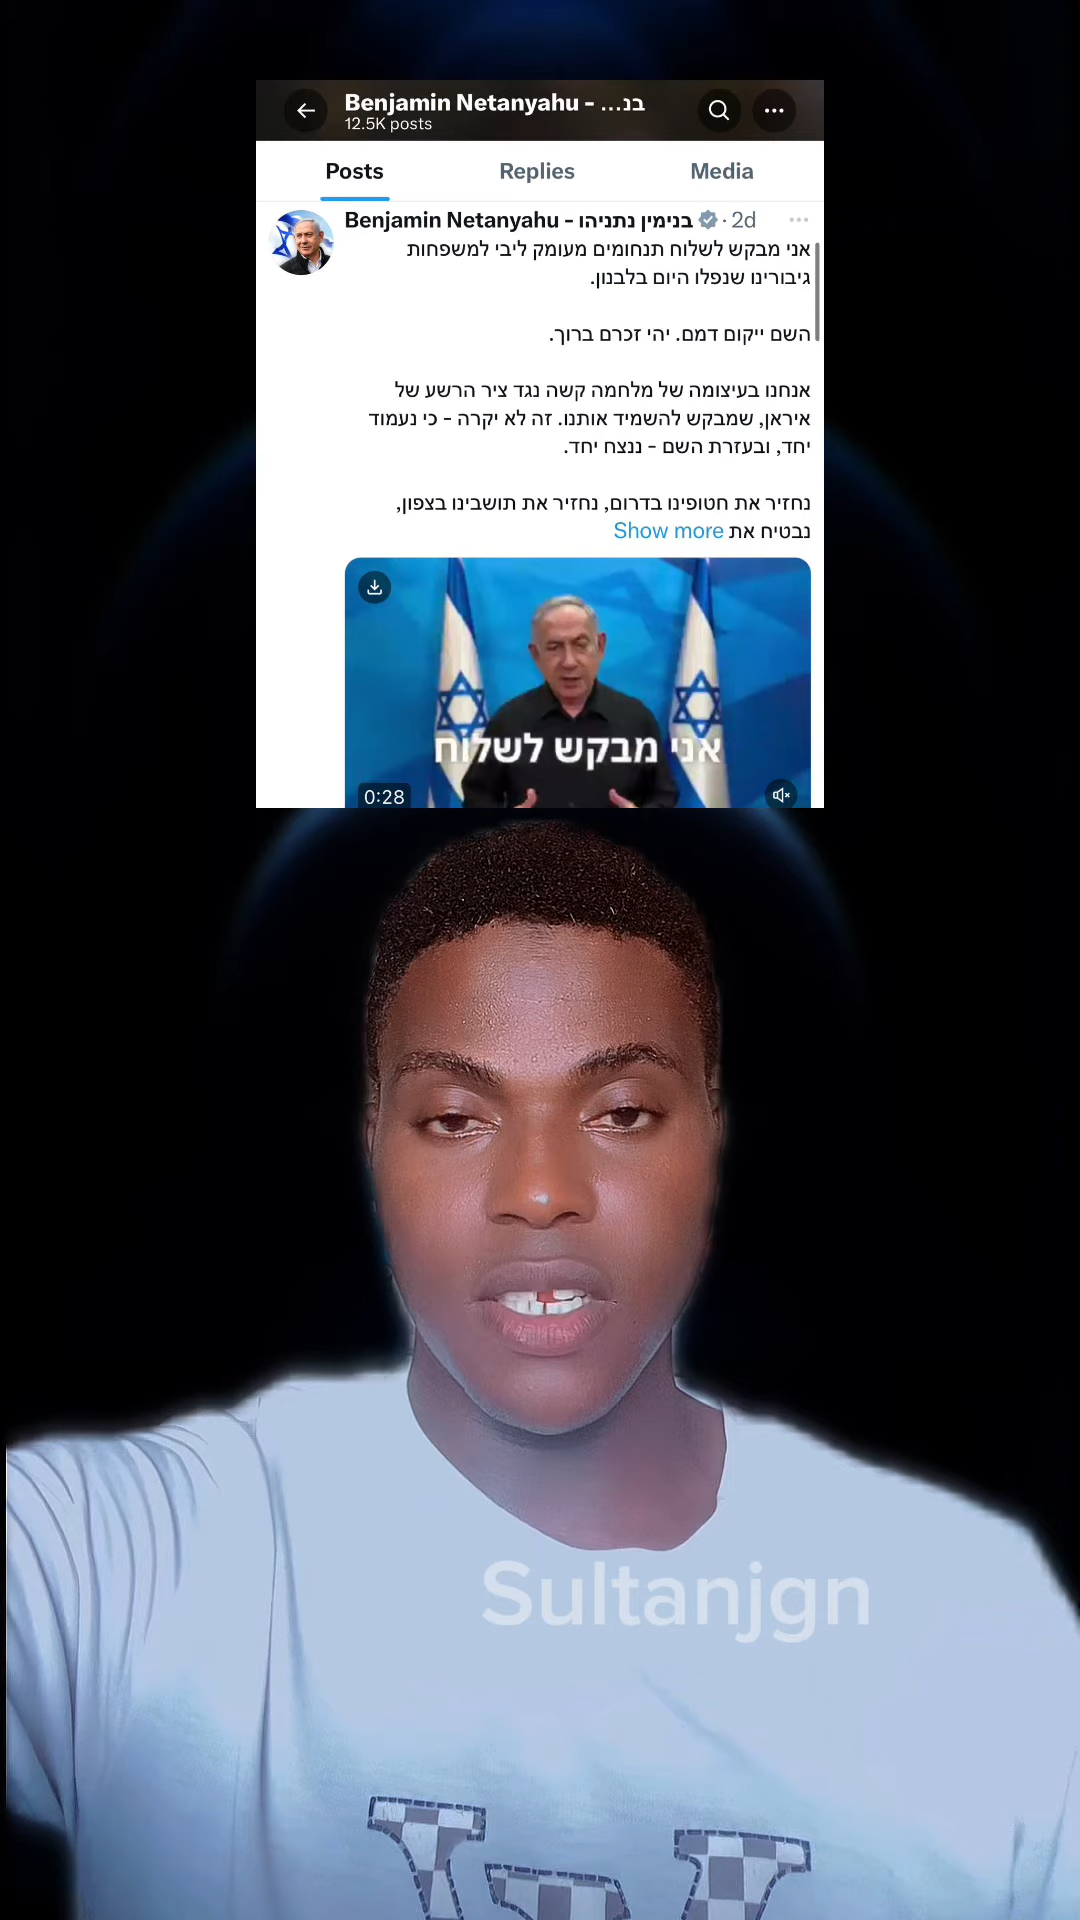 Benjamin Netanyahu - …בנ
12.5K posts
Posts Replies Media
Benjamin Netanyahu - בנימין נתניהו · 2d
אני מבקש לשלוח תנחומים מעומק ליבי למשפחות
גיבורינו שנפלו היום בלבנון.
השם ייקום דמם. יהי זכרם ברוך.
אנחנו בעיצומה של מלחמה קשה נגד ציר הרשע של
איראן, שמבקש להשמיד אותנו. זה לא יקרה - כי נעמוד
יחד, ובעזרת השם - ננצח יחד.
נחזיר את חטופינו בדרום, נחזיר את תושבינו בצפון,
נבטיח את Show more
אני מבקש לשלוח
0:28
Sultanjgn